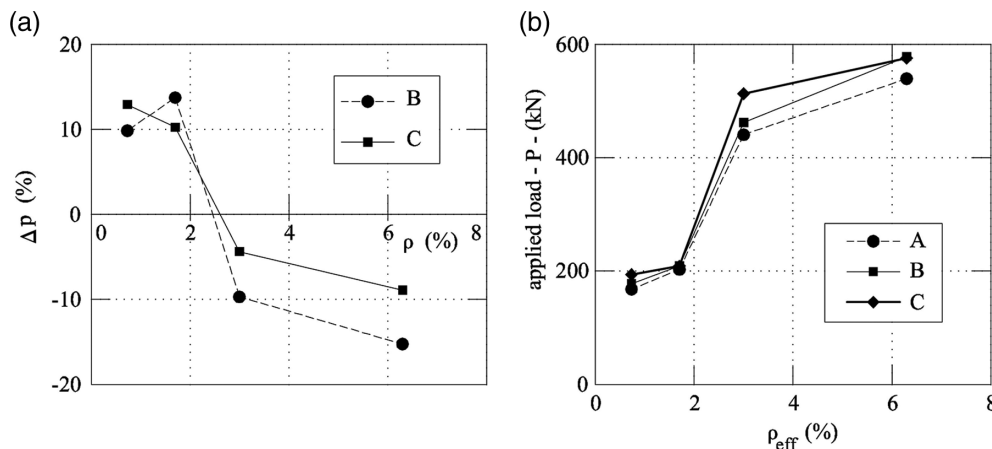 (a)
20
10
0
-10
-20
Δp (%)
0 2 4 6 8
ρ (%)
B
C
(b)
600
400
200
0
applied load - P - (kN)
0 2 4 6 8
ρeff (%)
A
B
C